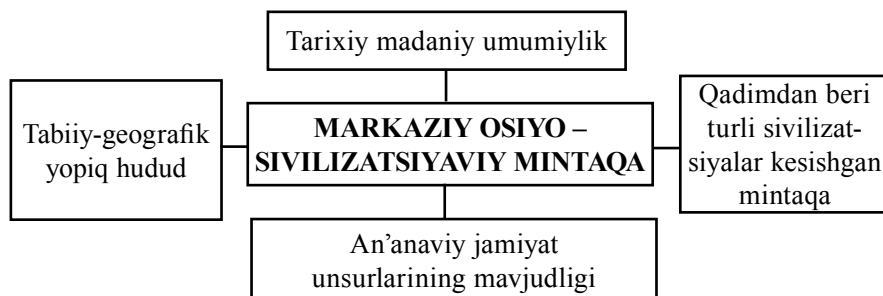 Tarixiy madaniy umumiylik
Tabiiy-geografik
yopiq hudud
MARKAZIY OSIYO –
SIVILIZATSIYAVIY MINTAQA
Qadimdan beri
turli sivilizat-
siyalar kesishgan
mintaqa
An’anaviy jamiyat
unsurlarining mavjudligi